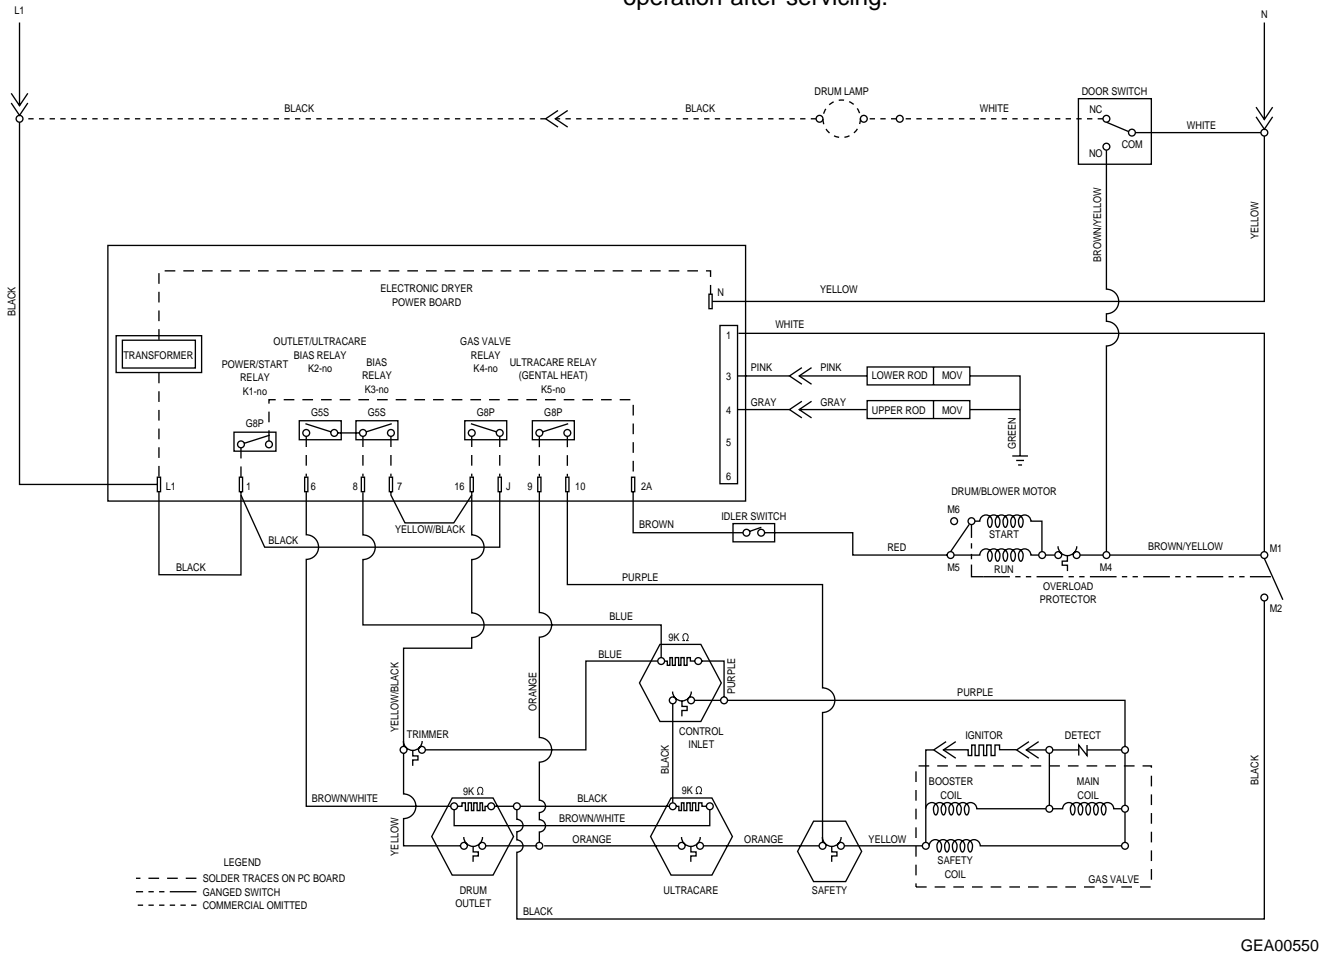 operation after servicing.
L1
N
BLACK
BLACK
DRUM LAMP
WHITE
DOOR SWITCH
NC
COM
NO
WHITE
BROWN/YELLOW
YELLOW
BLACK
ELECTRONIC DRYER
POWER BOARD
N
YELLOW
TRANSFORMER
POWER/START
RELAY
K1-no
OUTLET/ULTRACARE
BIAS RELAY
K2-no
BIAS
RELAY
K3-no
GAS VALVE
RELAY
K4-no
ULTRACARE RELAY
(GENTAL HEAT)
K5-no
G8P
G5S
G5S
G8P
G8P
1
WHITE
3
PINK
PINK
LOWER ROD
MOV
4
GRAY
GRAY
UPPER ROD
MOV
5
6
GREEN
L1
1
6
8
7
16
J
9
10
2A
YELLOW/BLACK
BLACK
BLACK
BROWN
IDLER SWITCH
RED
DRUM/BLOWER MOTOR
M6
START
M5
RUN
M4
OVERLOAD
PROTECTOR
BROWN/YELLOW
M1
M2
PURPLE
BLUE
9K Ω
BLUE
PURPLE
CONTROL
INLET
PURPLE
YELLOW/BLACK
ORANGE
TRIMMER
BLACK
IGNITOR
DETECT
BOOSTER
COIL
MAIN
COIL
BLACK
BROWN/WHITE
9K Ω
BLACK
9K Ω
BROWN/WHITE
YELLOW
ORANGE
ORANGE
YELLOW
SAFETY
COIL
GAS VALVE
DRUM
OUTLET
ULTRACARE
SAFETY
BLACK
LEGEND
SOLDER TRACES ON PC BOARD
GANGED SWITCH
COMMERCIAL OMITTED
GEA00550